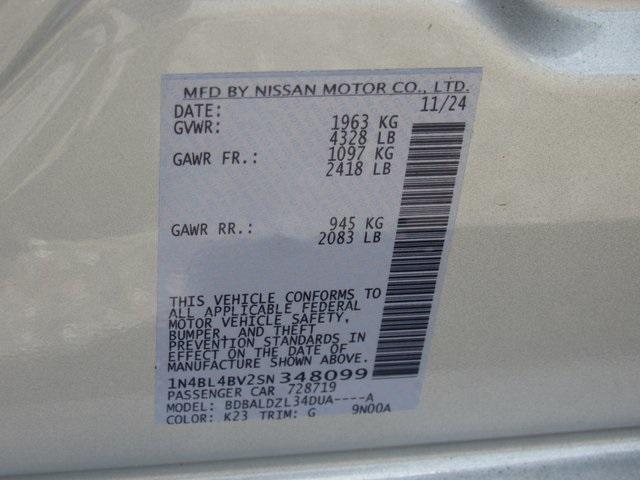 MFD BY NISSAN MOTOR CO., LTD.
DATE: 11/24
GVWR: 1963 KG
4328 LB
GAWR FR.: 1097 KG
2418 LB
GAWR RR.: 945 KG
2083 LB
THIS VEHICLE CONFORMS TO
ALL APPLICABLE FEDERAL
MOTOR VEHICLE SAFETY,
BUMPER, AND THEFT
PREVENTION STANDARDS IN
EFFECT ON THE DATE OF
MANUFACTURE SHOWN ABOVE.
1N4BL4BV2SN348099
PASSENGER CAR 728719
MODEL: BDBALDZL34DUA----A
COLOR: K23 TRIM: G 9N00A